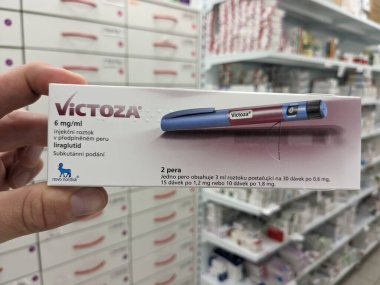 VICTOZA®
6 mg/ml
injekční roztok
v předplněném peru
liraglutid
Subkutánní podání
novo nordisk
Victoza®
2 pera
Jedno pero obsahuje 3 ml roztoku postačující na 30 dávek po 0,6 mg,
15 dávek po 1,2 mg nebo 10 dávek po 1,8 mg.